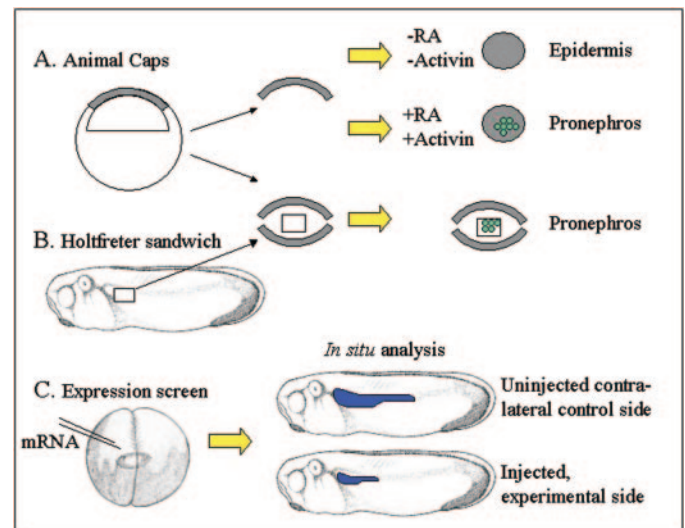 A. Animal Caps
-RA
-Activin
Epidermis
+RA
+Activin
Pronephros
B. Holtfreter sandwich
Pronephros
In situ analysis
C. Expression screen
mRNA
Uninjected contra-
lateral control side
Injected,
experimental side